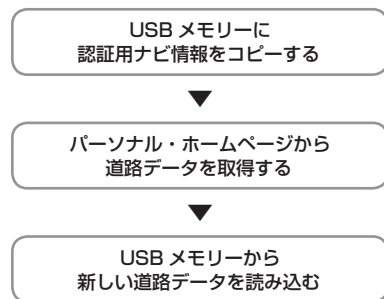 USB メモリーに
認証用ナビ情報をコピーする
パーソナル・ホームページから
道路データを取得する
USB メモリーから
新しい道路データを読み込む